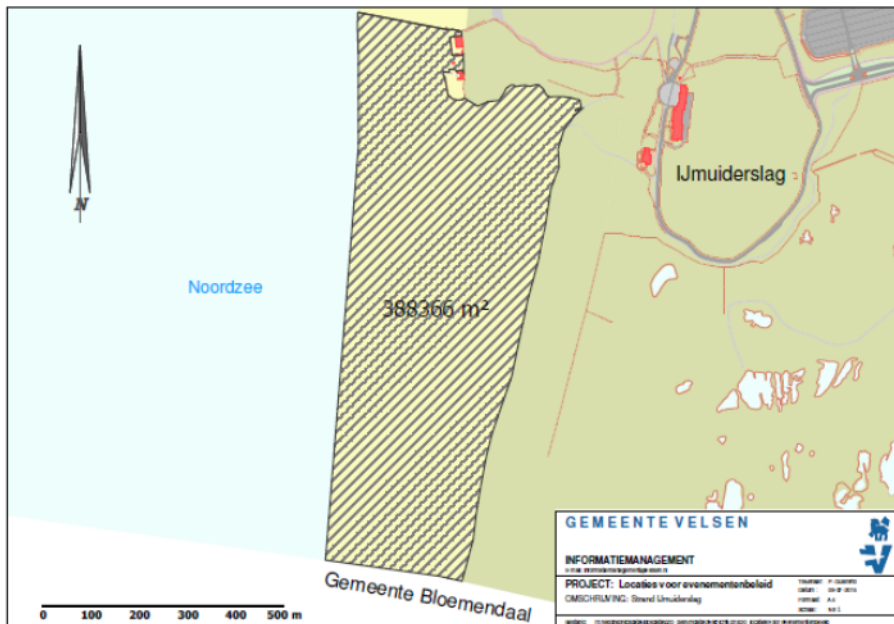 N
IJmuiderslag
Noordzee
388366 m²
GEMEENTE VELSEN
INFORMATIEMANAGEMENT
PROJECT: Locaties voor evenementenbeleid
OMSCHRIJVING: Strand IJmuiderslag
Gemeente Bloemendaal
0 100 200 300 400 500 m